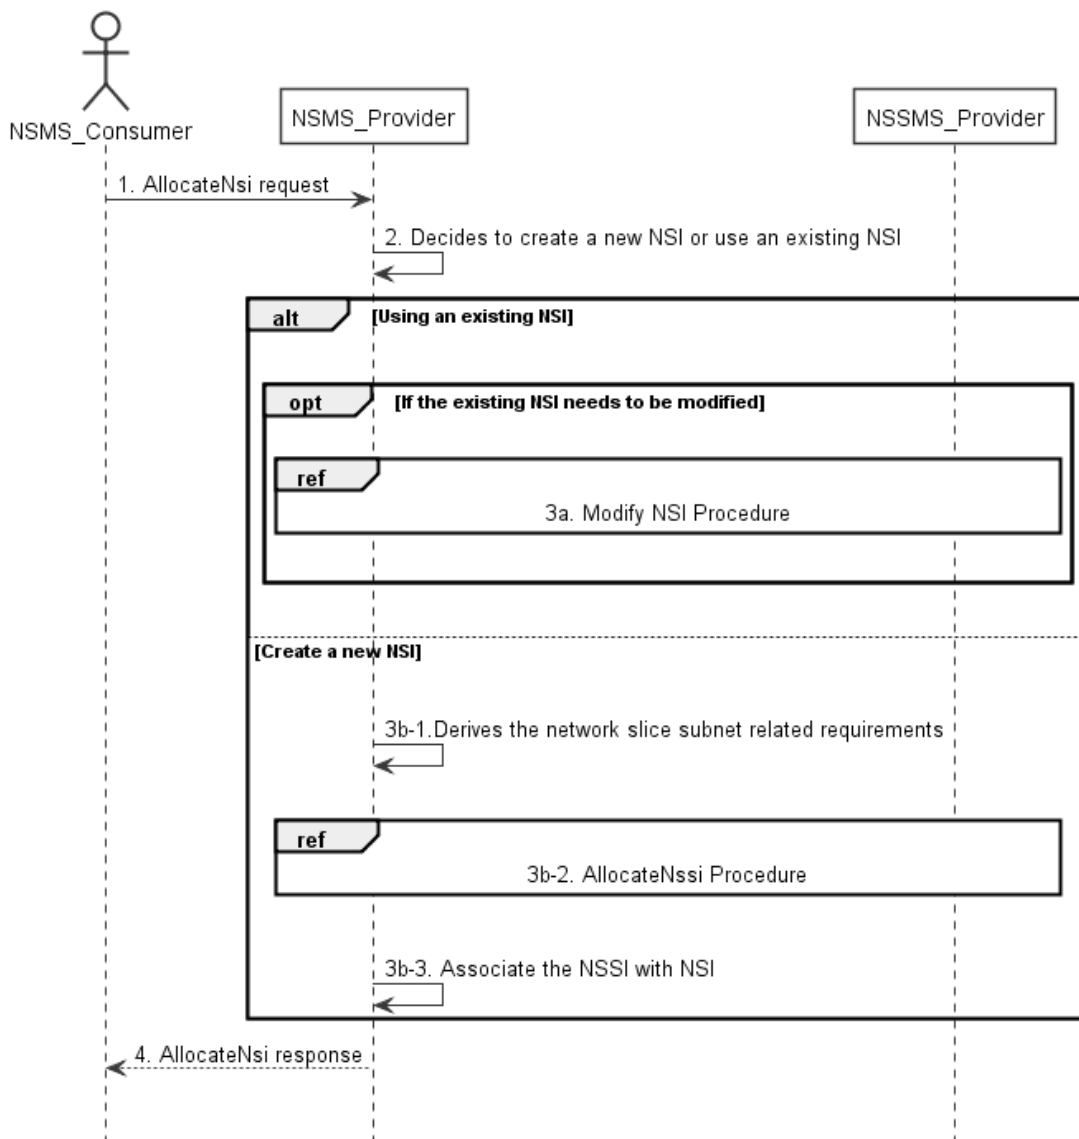 NSMS_Consumer
NSMS_Provider
NSSMS_Provider
1. AllocateNsi request
2. Decides to create a new NSI or use an existing NSI
alt
[Using an existing NSI]
opt
[If the existing NSI needs to be modified]
ref
3a. Modify NSI Procedure
[Create a new NSI]
3b-1.Derives the network slice subnet related requirements
ref
3b-2. AllocateNssi Procedure
3b-3. Associate the NSSI with NSI
4. AllocateNsi response